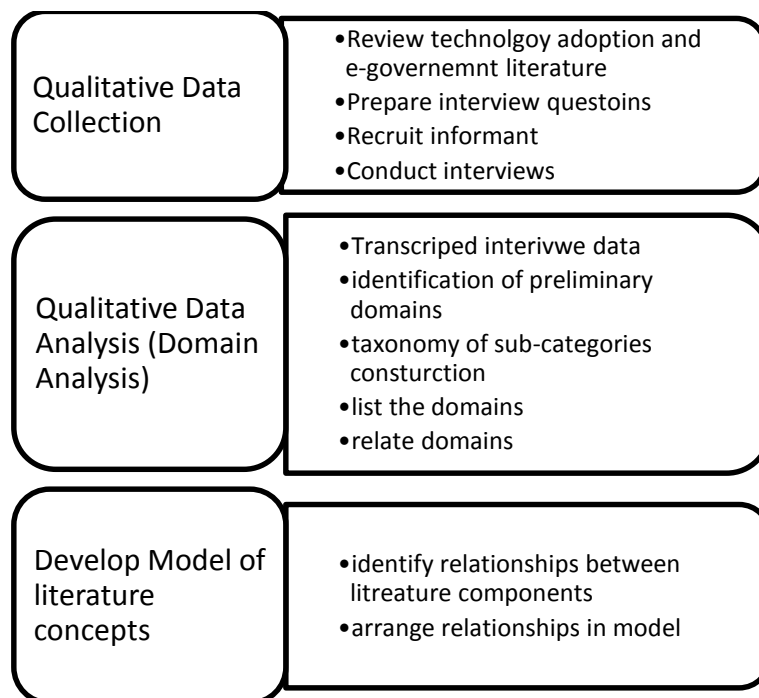 Qualitative Data
Collection
•Review technolgoy adoption and
e-governemnt literature
•Prepare interview questoins
•Recruit informant
•Conduct interviews
Qualitative Data
Analysis (Domain
Analysis)
•Transcriped interivwe data
•identification of preliminary
domains
•taxonomy of sub-categories
consturction
•list the domains
•relate domains
Develop Model of
literature
concepts
•identify relationships between
litreature components
•arrange relationships in model